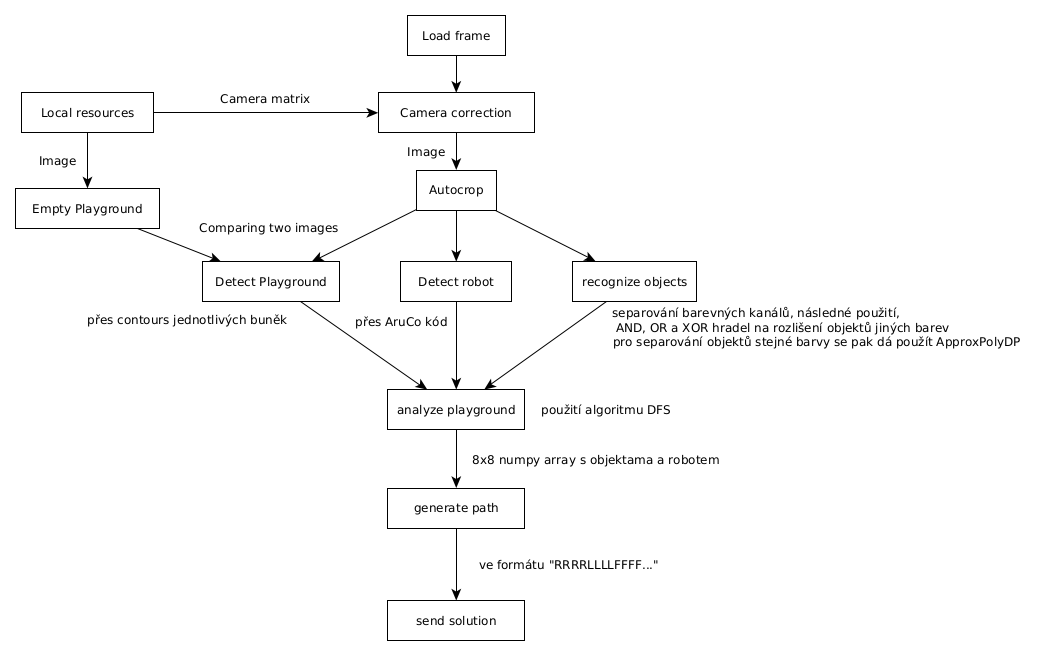 Load frame
Local resources
Camera matrix
Camera correction
Image
Image
Autocrop
Empty Playground
Comparing two images
Detect Playground
Detect robot
recognize objects
přes contours jednotlivých buněk
přes AruCo kód
separování barevných kanálů, následné použití,
AND, OR a XOR hradel na rozlišení objektů jiných barev
pro separování objektů stejné barvy se pak dá použít ApproxPolyDP
analyze playground
použití algoritmu DFS
8x8 numpy array s objektama a robotem
generate path
ve formátu "RRRRLLLLFFFF..."
send solution